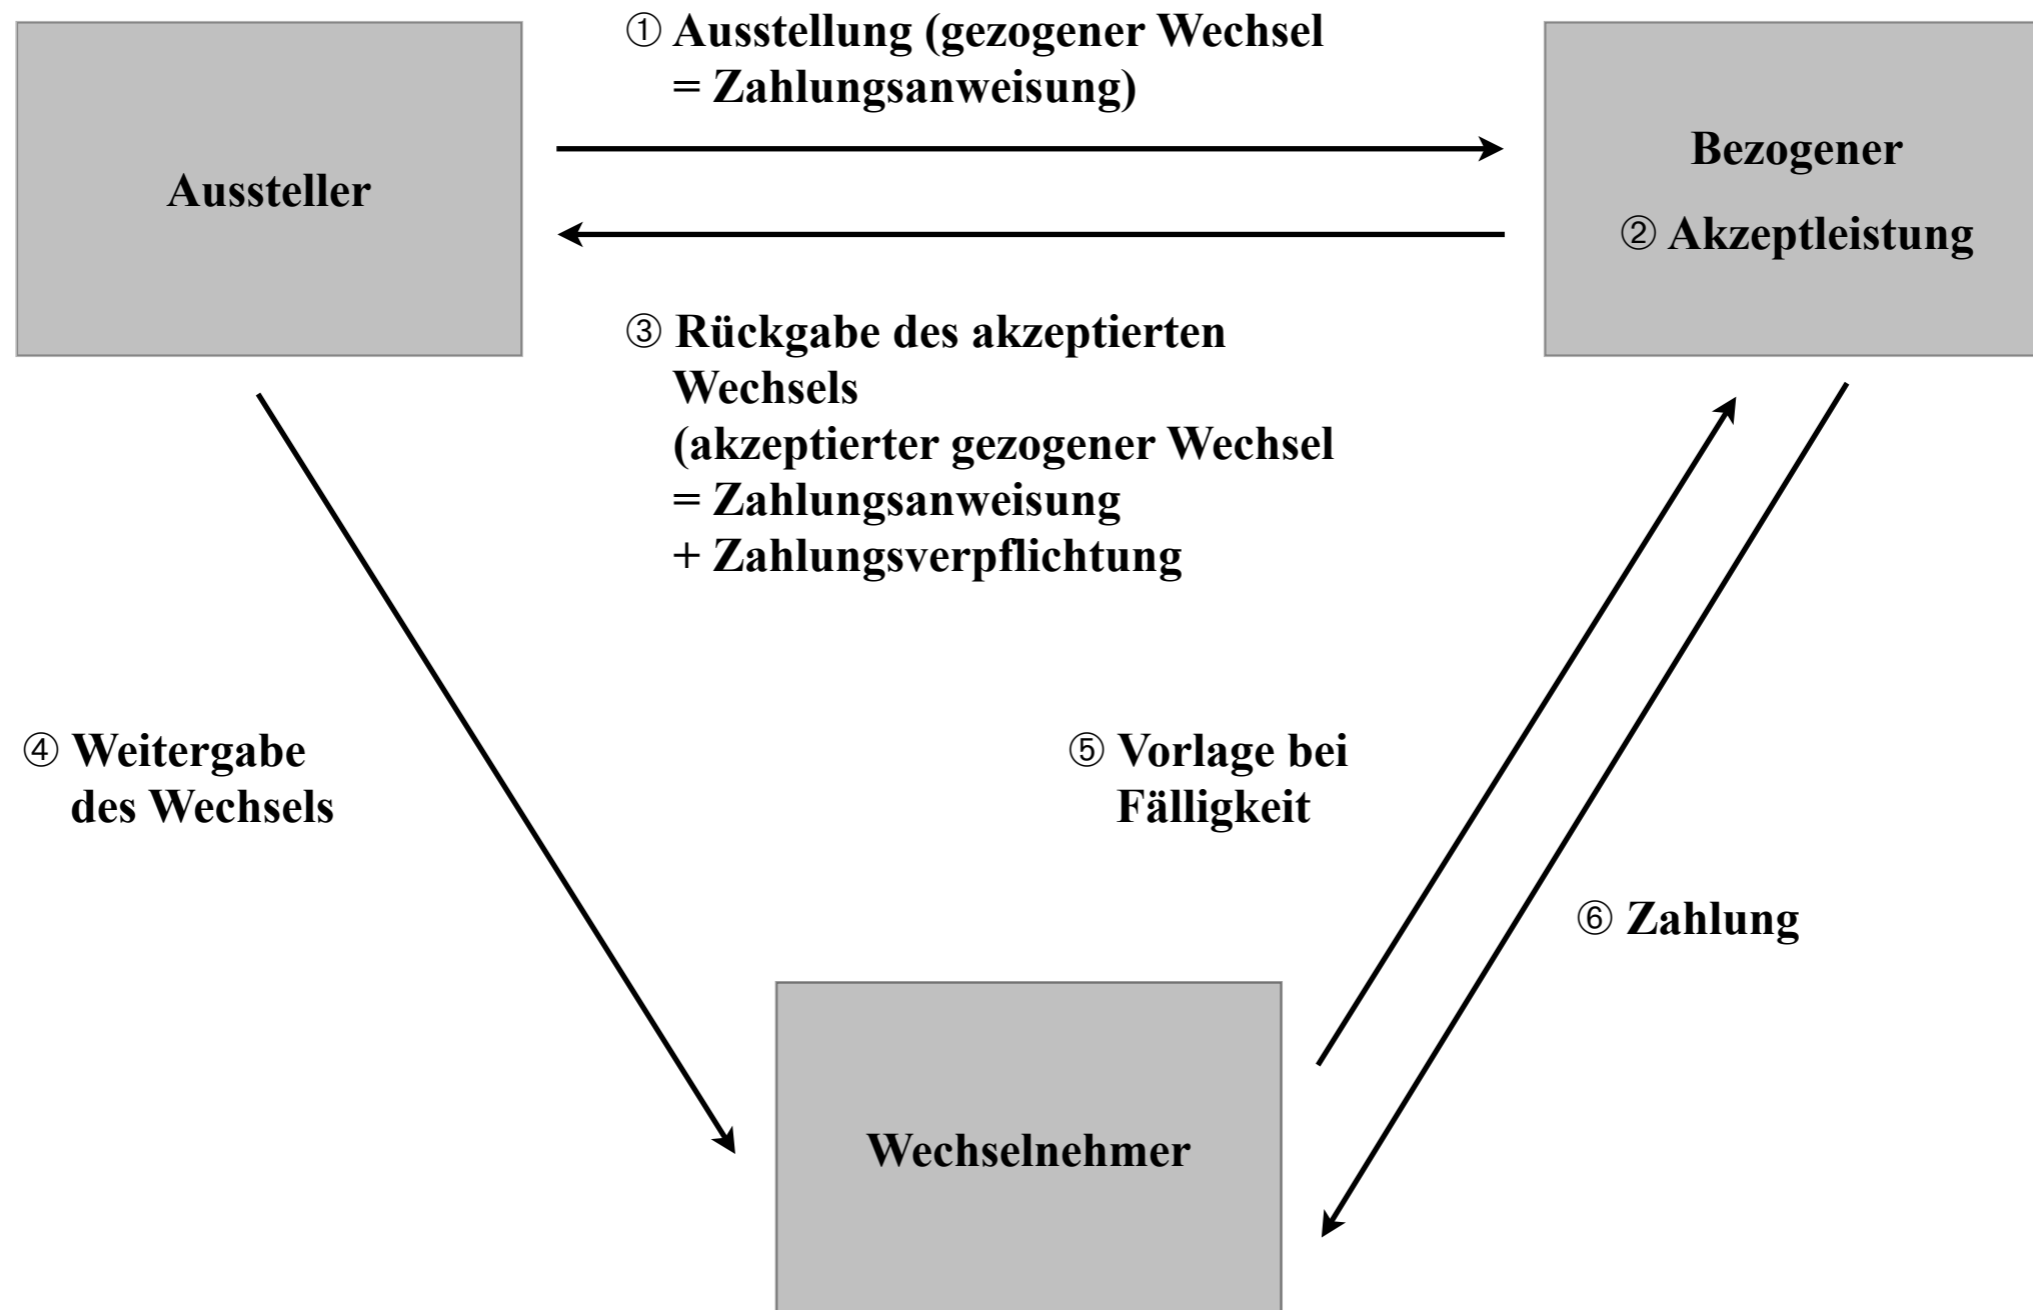 ① Ausstellung (gezogener Wechsel
= Zahlungsanweisung)
Aussteller
Bezogener
② Akzeptleistung
③ Rückgabe des akzeptierten
Wechsels
(akzeptierter gezogener Wechsel
= Zahlungsanweisung
+ Zahlungsverpflichtung
④ Weitergabe
des Wechsels
⑤ Vorlage bei
Fälligkeit
⑥ Zahlung
Wechselnehmer